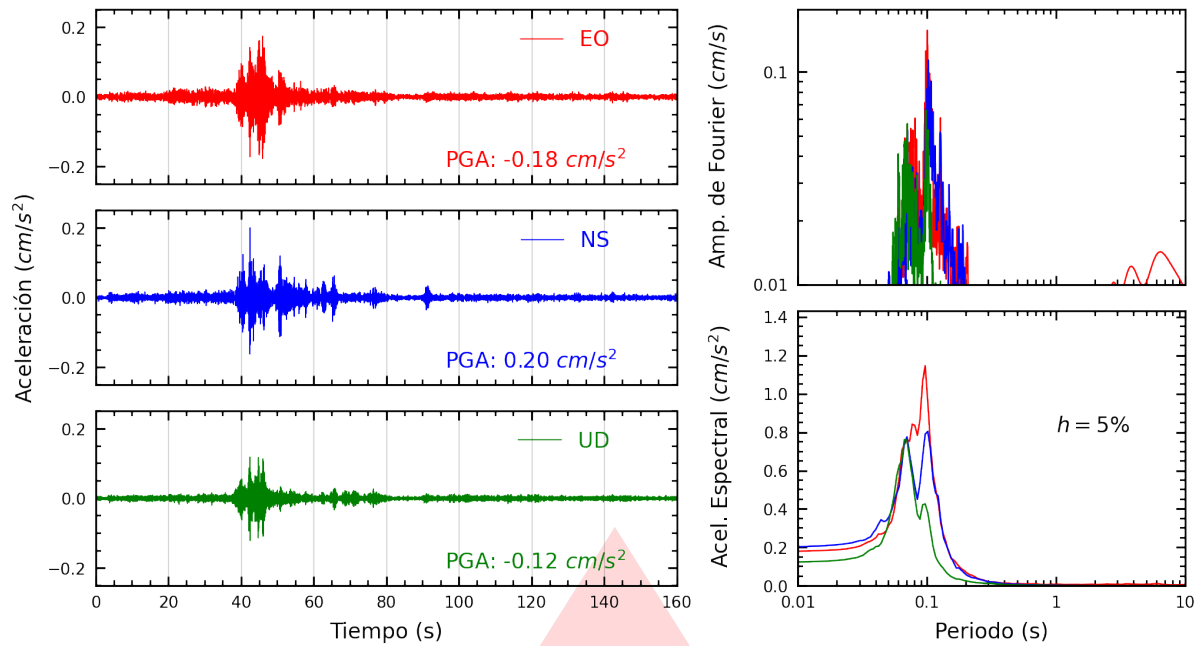 Aceleración (cm/s²)
0.2
0.0
−0.2
EO
PGA: -0.18 cm/s²
0.2
0.0
−0.2
NS
PGA: 0.20 cm/s²
0.2
0.0
−0.2
UD
PGA: -0.12 cm/s²
0 20 40 60 80 100 120 140 160
Tiempo (s)
Amp. de Fourier (cm/s)
0.1
0.01
Acel. Espectral (cm/s²)
1.4
1.2
1.0
0.8
0.6
0.4
0.2
0.0
h = 5%
0.01 0.1 1 10
Periodo (s)